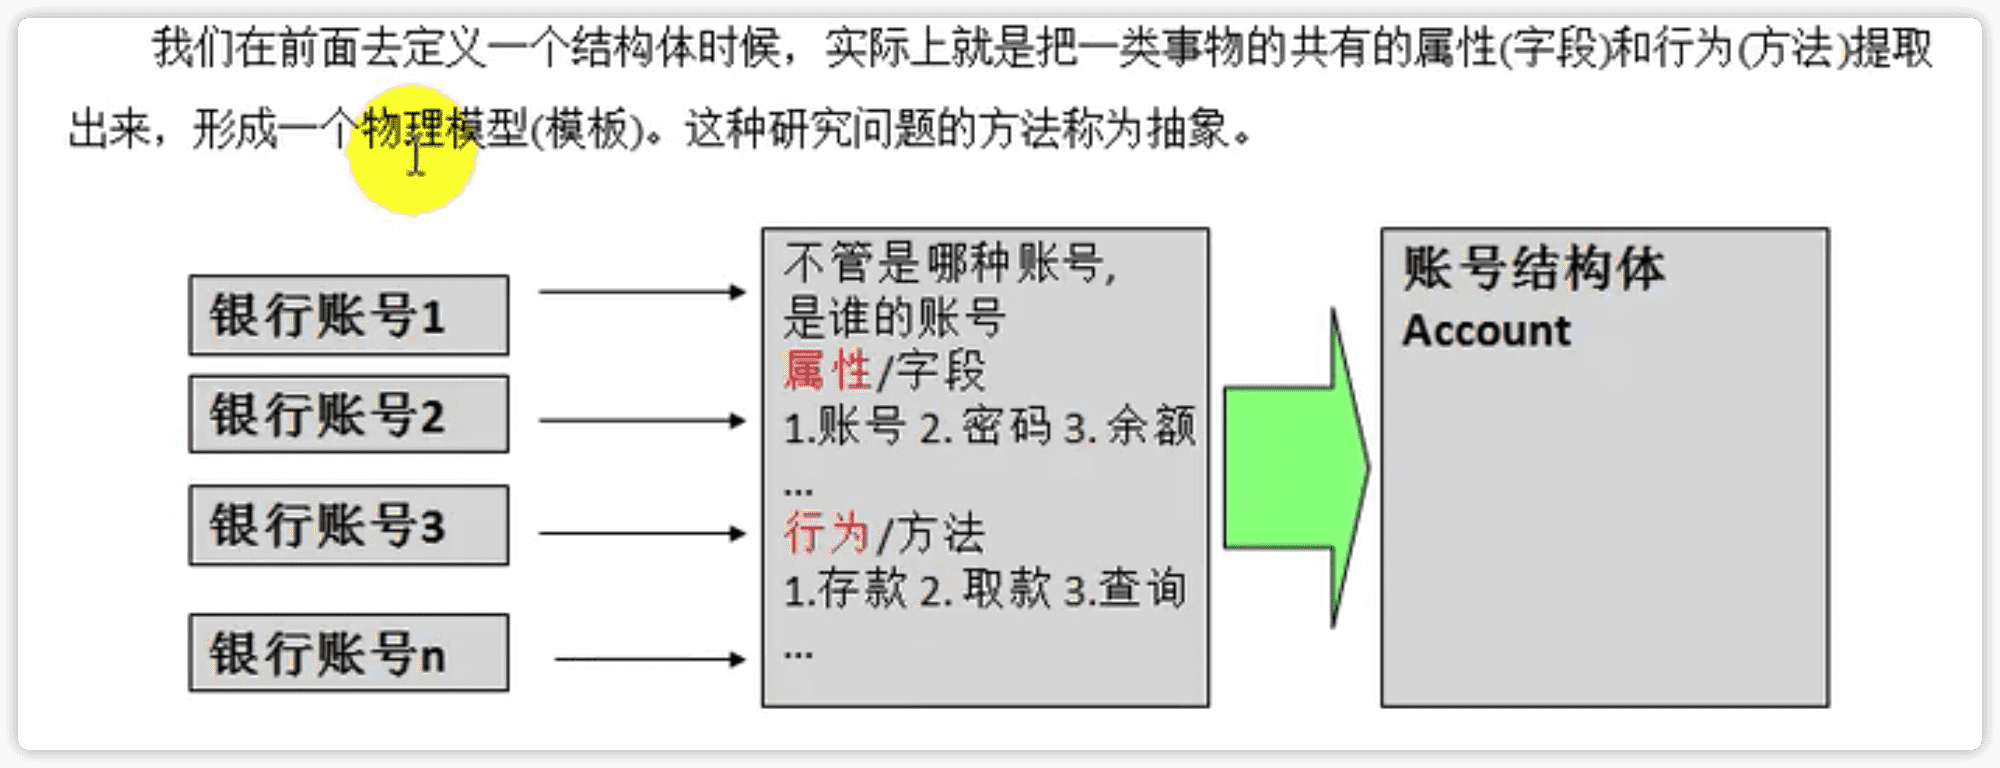 我们在前面去定义一个结构体时候，实际上就是把一类事物的共有的属性(字段)和行为(方法)提取
出来，形成一个物理模型(模板)。这种研究问题的方法称为抽象。
银行账号1
银行账号2
银行账号3
银行账号n
不管是哪种账号,
是谁的账号
属性/字段
1.账号 2. 密码 3. 余额
...
行为/方法
1.存款 2. 取款 3.查询
...
账号结构体
Account